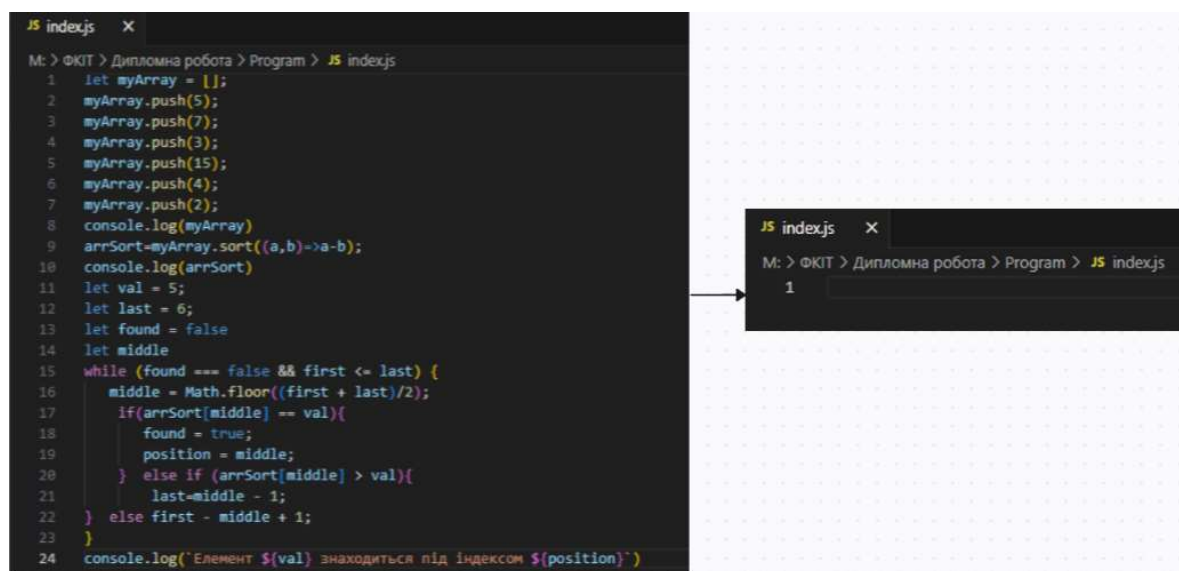 JS index.js X
M: > ФКІТ > Дипломна робота > Program > JS index.js
1 let myArray = [];
2 myArray.push(5);
3 myArray.push(7);
4 myArray.push(3);
5 myArray.push(15);
6 myArray.push(4);
7 myArray.push(2);
8 console.log(myArray)
9 arrSort=myArray.sort((a,b)=>a-b);
10 console.log(arrSort)
11 let val = 5;
12 let last = 6;
13 let found = false
14 let middle
15 while (found === false && first <= last) {
16 middle = Math.floor((first + last)/2);
17 if(arrSort[middle] == val){
18 found = true;
19 position = middle;
20 } else if (arrSort[middle] > val){
21 last=middle - 1;
22 } else first - middle + 1;
23 }
24 console.log(`Елемент ${val} знаходиться під індексом ${position}`)
JS index.js X
M: > ФКІТ > Дипломна робота > Program > JS index.js
1